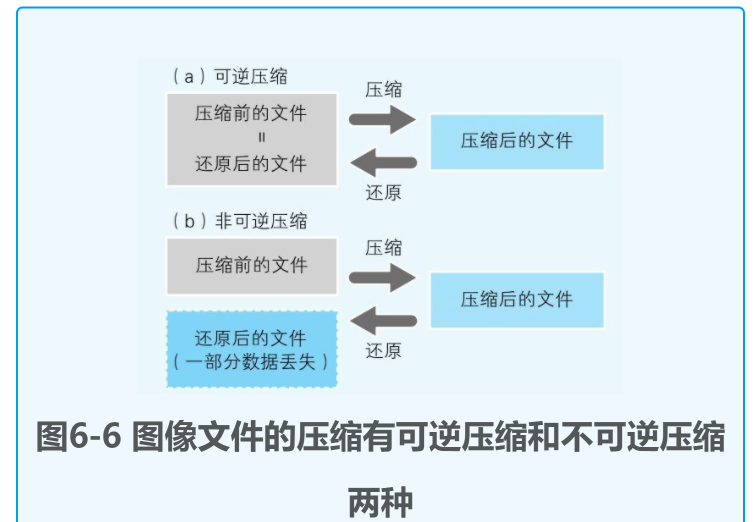 （a）可逆压缩
压缩前的文件
=
还原后的文件
压缩
还原
压缩后的文件
（b）非可逆压缩
压缩前的文件
还原后的文件
（一部分数据丢失）
压缩
还原
压缩后的文件
图6-6 图像文件的压缩有可逆压缩和不可逆压缩
两种